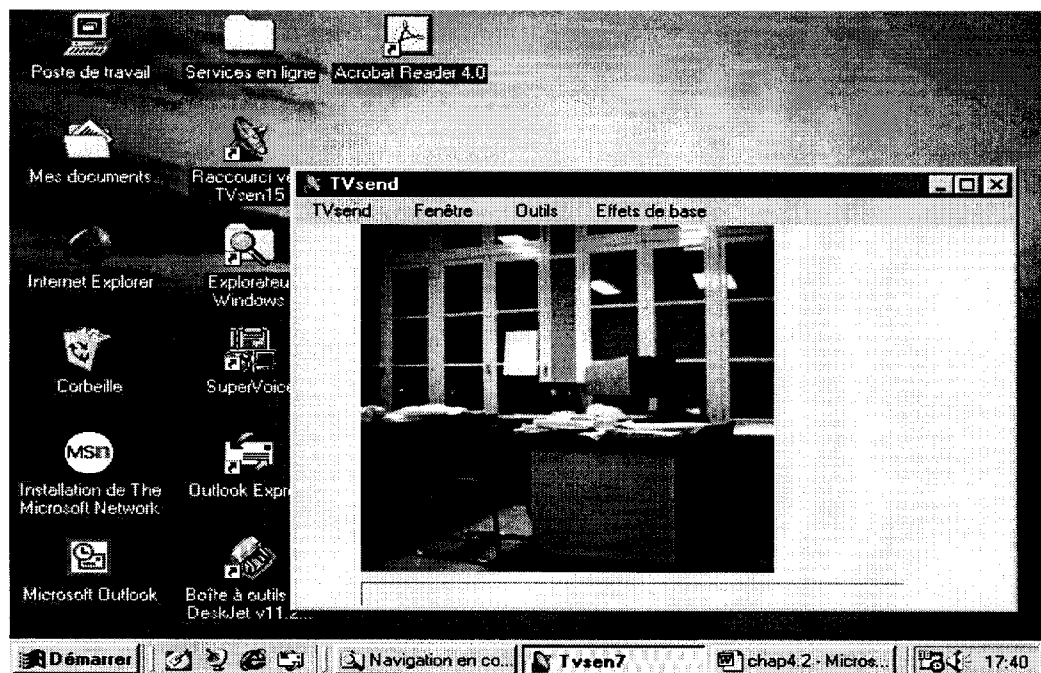 Poste de travail
Services en ligne
Acrobat Reader 4.0
Mes documents
Raccourci ve
TVsen15
TVsend
TVsend Fenêtre Outils Effets de base
Internet Explorer
Explorateu
Windows
Corbeille
SuperVoice
msn
Installation de The
Microsoft Network
Outlook Expr
Microsoft Outlook
Boîte à outils
DeskJet v11.2...
Démarrer
Navigation en co...
Tvsen7
chap4.2 - Micros...
17:40